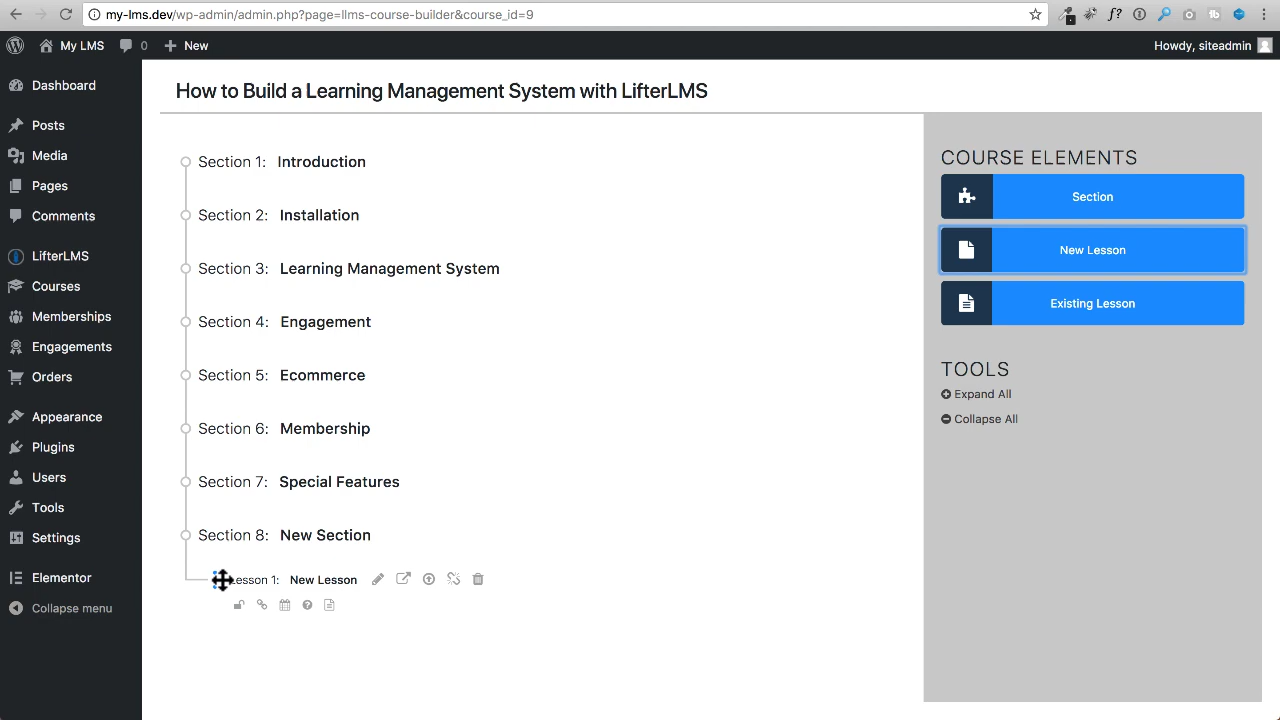 my-lms.dev/wp-admin/admin.php?page=llms-course-builder&course_id=9
My LMS 0 New
Howdy, siteadmin
Dashboard
Posts
Media
Pages
Comments
LifterLMS
Courses
Memberships
Engagements
Orders
Appearance
Plugins
Users
Tools
Settings
Elementor
Collapse menu
How to Build a Learning Management System with LifterLMS
Section 1: Introduction
Section 2: Installation
Section 3: Learning Management System
Section 4: Engagement
Section 5: Ecommerce
Section 6: Membership
Section 7: Special Features
Section 8: New Section
Lesson 1: New Lesson
COURSE ELEMENTS
Section
New Lesson
Existing Lesson
TOOLS
Expand All
Collapse All